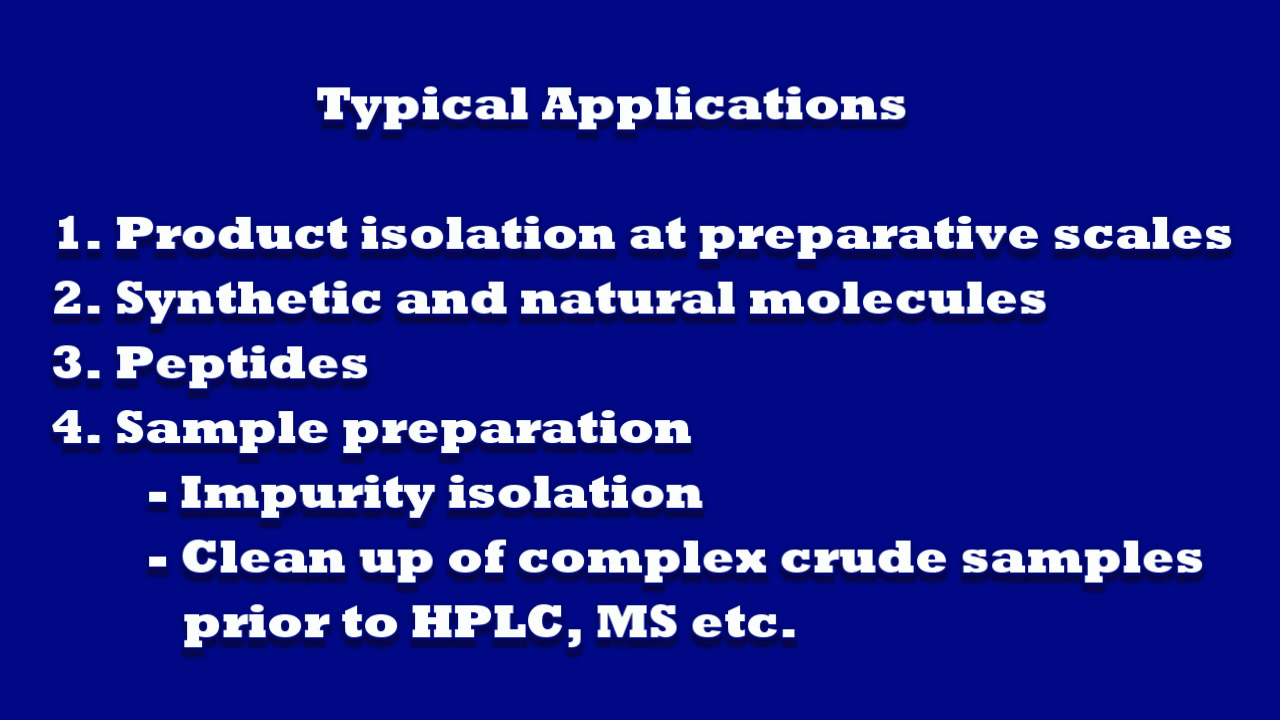 Typical Applications
1. Product isolation at preparative scales
2. Synthetic and natural molecules
3. Peptides
4. Sample preparation
- Impurity isolation
- Clean up of complex crude samples
prior to HPLC, MS etc.